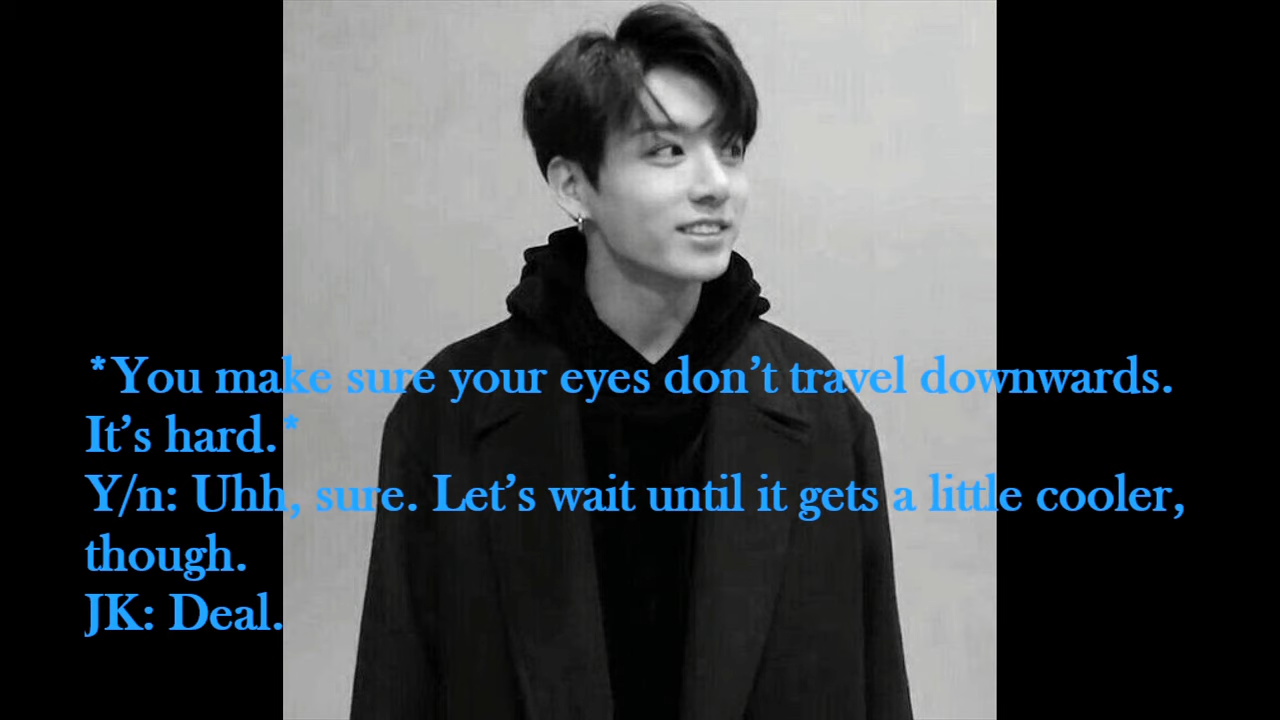 *You make sure your eyes don’t travel downwards.
It’s hard.*
Y/n: Uhh, sure. Let’s wait until it gets a little cooler,
though.
JK: Deal.